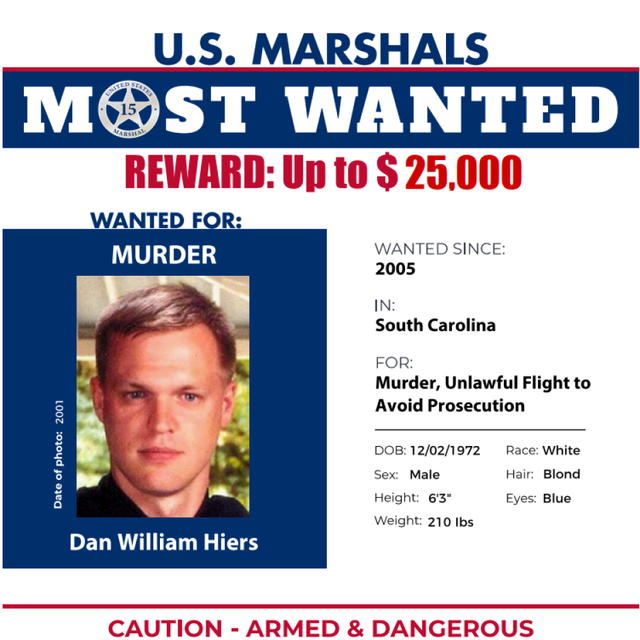 U.S. MARSHALS
MOST WANTED
UNITED STATES
15
MARSHAL
REWARD: Up to $ 25,000
WANTED FOR:
MURDER
Date of photo: 2001
Dan William Hiers
WANTED SINCE:
2005
IN:
South Carolina
FOR:
Murder, Unlawful Flight to
Avoid Prosecution
DOB: 12/02/1972 Race: White
Sex: Male Hair: Blond
Height: 6'3" Eyes: Blue
Weight: 210 lbs
CAUTION - ARMED & DANGEROUS